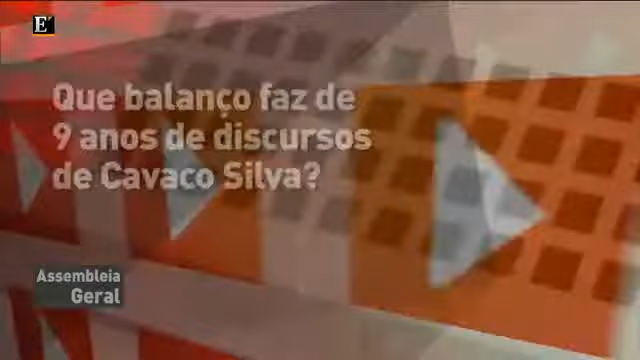 E
Que balanço faz de
9 anos de discursos
de Cavaco Silva?
Assembleia
Geral